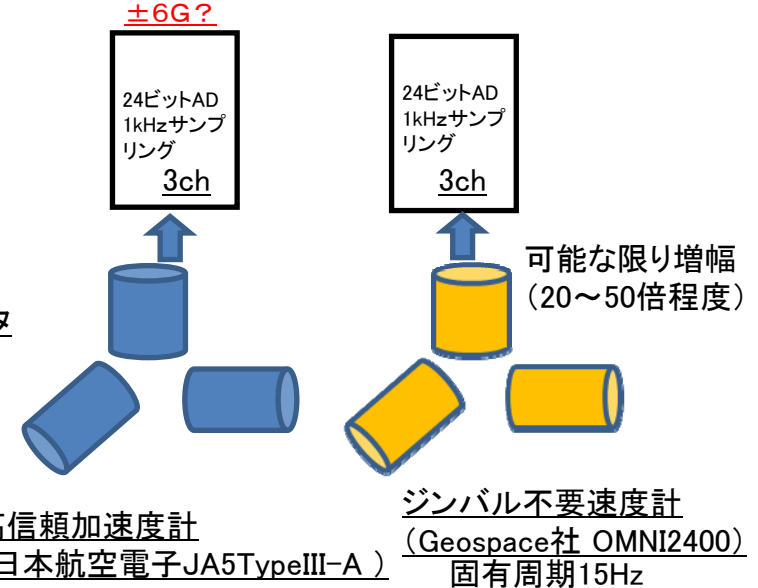 ±6G?
24ビットAD
1kHzサンプ
リング
3ch
24ビットAD
1kHzサンプ
リング
3ch
可能な限り増幅
(20～50倍程度)
タ
信頼加速度計
日本航空電子JA5TypeIII-A )
ジンバル不要速度計
(Geospace社 OMNI2400)
固有周期15Hz